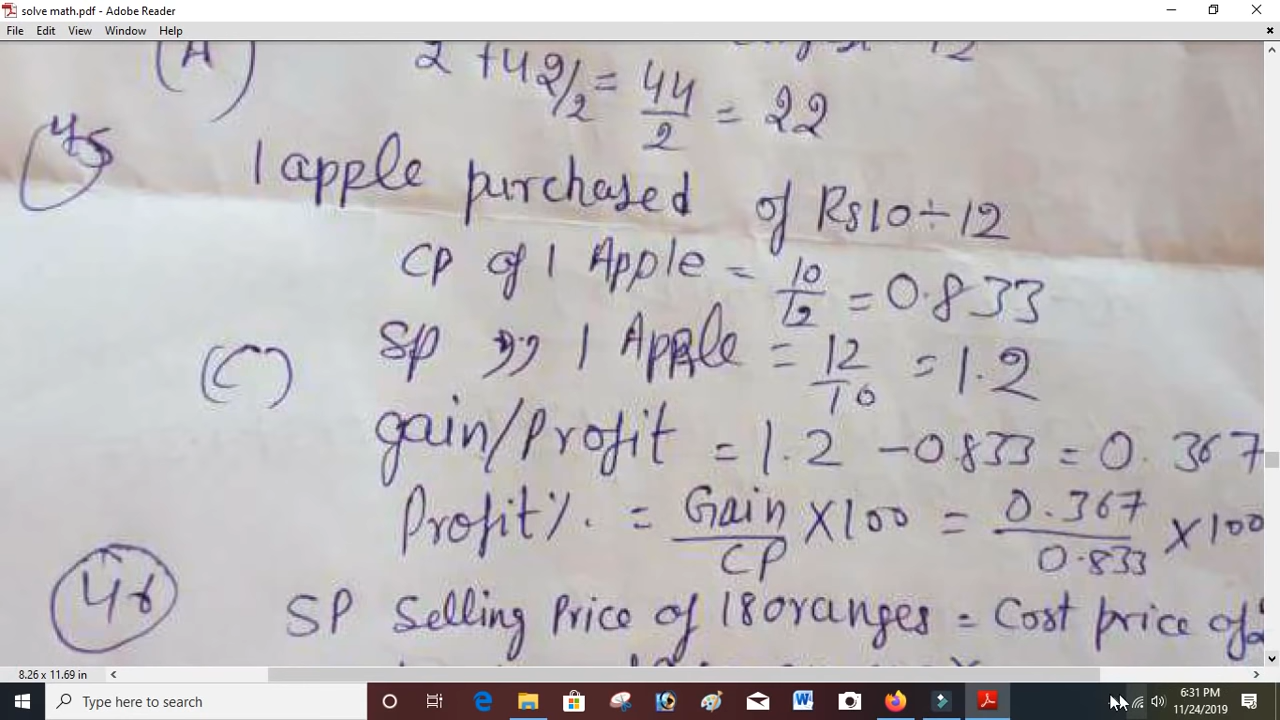 solve math.pdf - Adobe Reader
File Edit View Window Help
(A)
2 + 42/2 = 44/2 = 22
45
1 apple purchased of Rs10÷12
CP of 1 Apple = 10/12 = 0.833
(C)
SP ,, 1 Apple = 12/10 = 1.2
gain/Profit = 1.2 - 0.833 = 0.367
Profit%. = Gain/CP X100 = 0.367/0.833 X100
46
SP Selling Price of 18 oranges = Cost price of
8.26 x 11.69 in
Type here to search
6:31 PM
11/24/2019